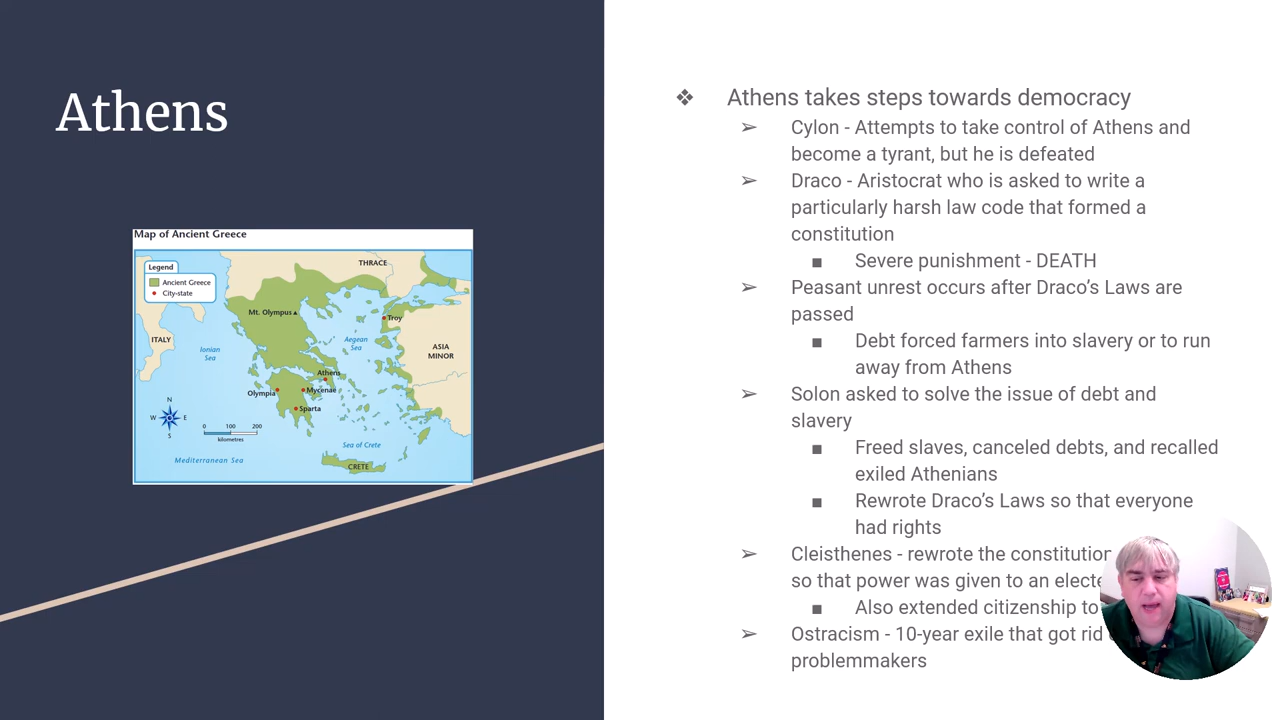 Athens
Map of Ancient Greece
Legend
Ancient Greece
City-state
THRACE
Mt. Olympus
Troy
ITALY
Ionian
Sea
Aegean
Sea
ASIA
MINOR
Athens
Olympia
Mycenae
Sparta
N
W
E
S
0 100 200
kilometres
Sea of Crete
Mediterranean Sea
CRETE
❖ Athens takes steps towards democracy
➢ Cylon - Attempts to take control of Athens and
become a tyrant, but he is defeated
➢ Draco - Aristocrat who is asked to write a
particularly harsh law code that formed a
constitution
■ Severe punishment - DEATH
➢ Peasant unrest occurs after Draco’s Laws are
passed
■ Debt forced farmers into slavery or to run
away from Athens
➢ Solon asked to solve the issue of debt and
slavery
■ Freed slaves, canceled debts, and recalled
exiled Athenians
■ Rewrote Draco’s Laws so that everyone
had rights
➢ Cleisthenes - rewrote the constitution
so that power was given to an
■ Also extended citizenship to
➢ Ostracism - 10-year exile that got rid
problemmakers